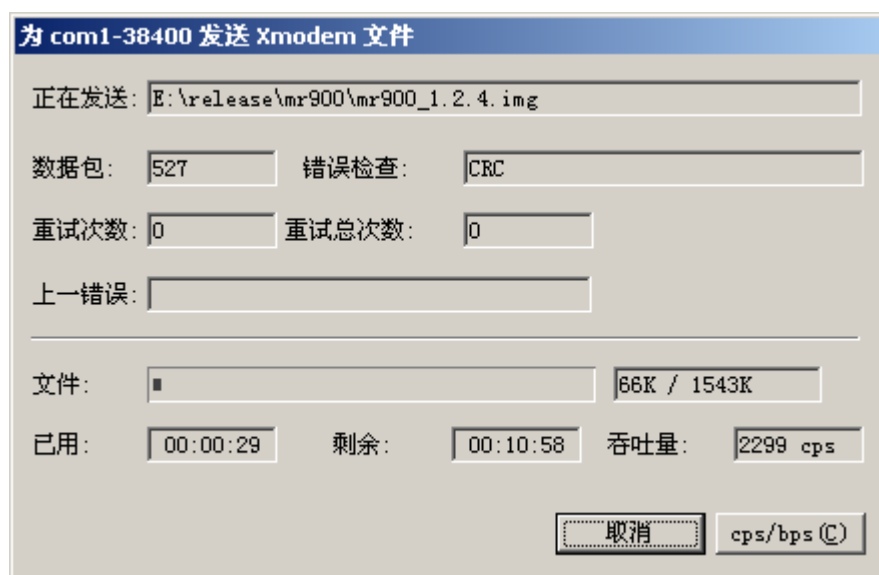 为 com1-38400 发送 Xmodem 文件
正在发送: E:\release\mr900\mr900_1.2.4.img
数据包: 527 错误检查: CRC
重试次数: 0 重试总次数: 0
上一错误:
文件: 66K / 1543K
已用: 00:00:29 剩余: 00:10:58 吞吐量: 2299 cps
取消 cps/bps(C)